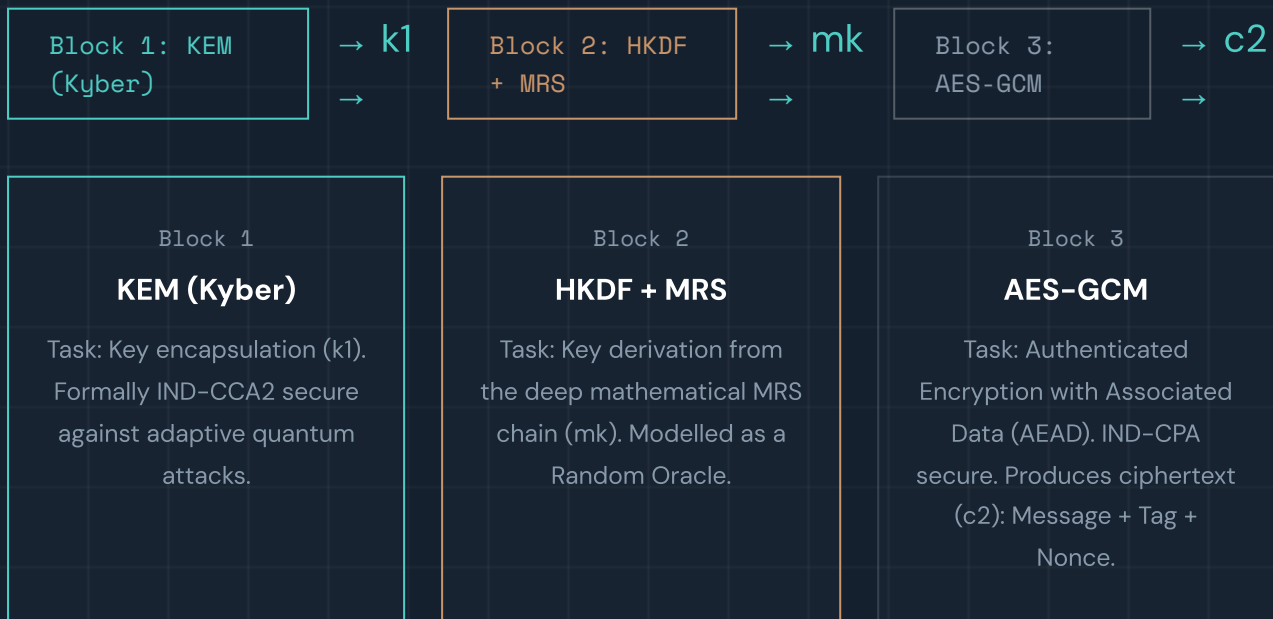 Block 1: KEM
(Kyber)
→ k1
→
Block 2: HKDF
+ MRS
→ mk
→
Block 3:
AES-GCM
→ c2
→
Block 1
KEM (Kyber)
Task: Key encapsulation (k1).
Formally IND-CCA2 secure
against adaptive quantum
attacks.
Block 2
HKDF + MRS
Task: Key derivation from
the deep mathematical MRS
chain (mk). Modelled as a
Random Oracle.
Block 3
AES-GCM
Task: Authenticated
Encryption with Associated
Data (AEAD). IND-CPA
secure. Produces ciphertext
(c2): Message + Tag +
Nonce.